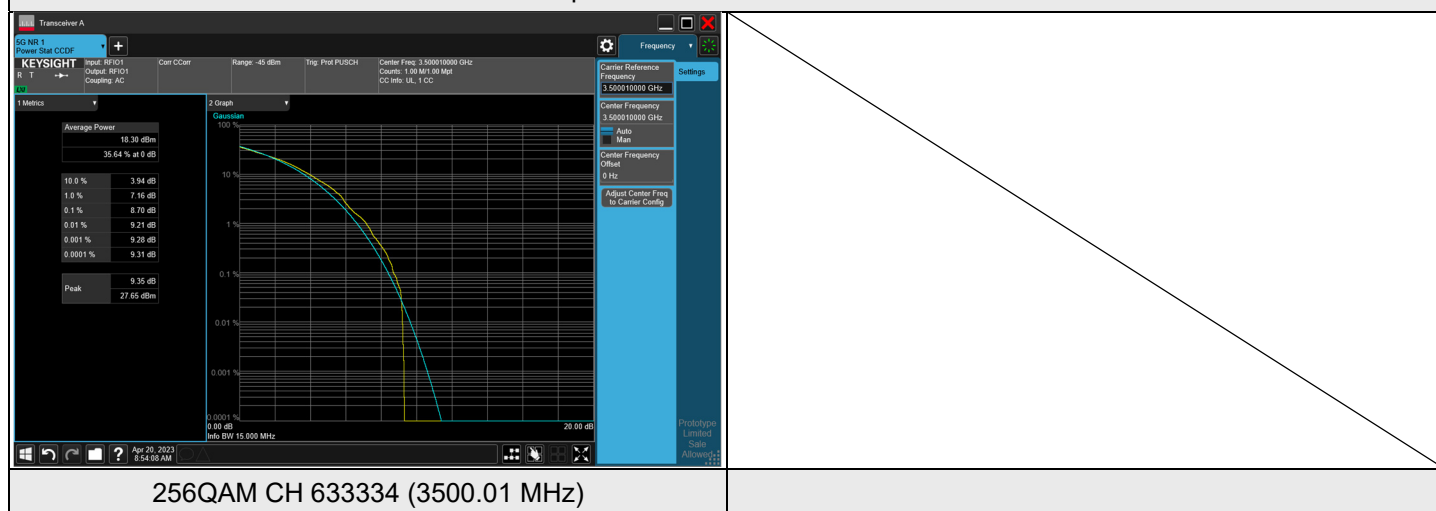 Transceiver A
5G NR 1
Power Stat CCDF
+
Frequency
KEYSIGHT
R T
LXI
Input: RFIO1
Output: RFIO1
Coupling: AC
Corr CCorr
Range: -45 dBm
Trig: Prot PUSCH
Center Freq: 3.500010000 GHz
Counts: 1.00 M/1.00 Mpt
CC Info: UL, 1 CC
Carrier Reference
Frequency
3.500010000 GHz
Settings
Center Frequency
3.500010000 GHz
Auto
Man
Center Frequency
Offset
0 Hz
Adjust Center Freq
to Carrier Config
1 Metrics
Average Power
18.30 dBm
35.64 % at 0 dB
10.0 % 3.94 dB
1.0 % 7.16 dB
0.1 % 8.70 dB
0.01 % 9.21 dB
0.001 % 9.28 dB
0.0001 % 9.31 dB
Peak 9.35 dB
27.65 dBm
2 Graph
Gaussian
100 %
10 %
1 %
0.1 %
0.01 %
0.001 %
0.0001 %
0.00 dB 20.00 dB
Info BW 15.000 MHz
Prototype
Limited
Sale
Allowed
?
Apr 20, 2023
8:54:08 AM
256QAM CH 633334 (3500.01 MHz)